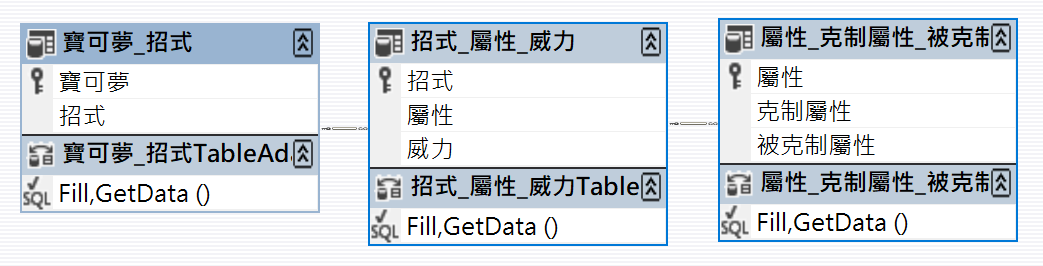 寶可夢_招式
寶可夢
招式
寶可夢_招式TableAda
Fill,GetData ()
招式_屬性_威力
招式
屬性
威力
招式_屬性_威力Table
Fill,GetData ()
屬性_克制屬性_被克制
屬性
克制屬性
被克制屬性
屬性_克制屬性_被克制
Fill,GetData ()
SQL
SQL
SQL